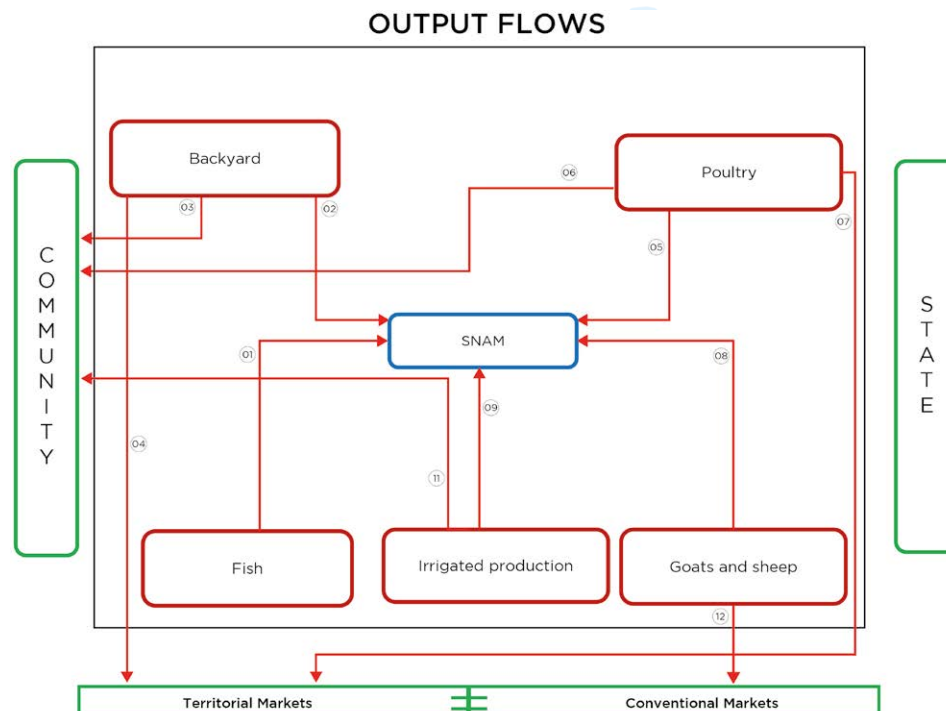 OUTPUT FLOWS
Backyard
Poultry
03
02
06
05
07
COMMUNITY
STATE
SNAM
01
08
09
04
11
Fish
Irrigated production
Goats and sheep
12
Territorial Markets
Conventional Markets